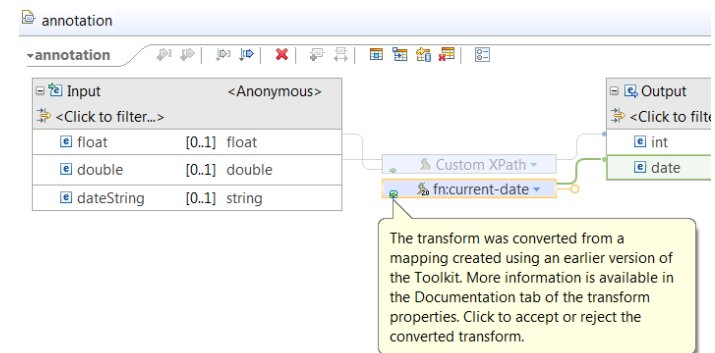 annotation
annotation
Input <Anonymous>
<Click to filter...>
float [0..1] float
double [0..1] double
dateString [0..1] string
Custom XPath
fn:current-date
Output
<Click to filte
int
date
The transform was converted from a
mapping created using an earlier version of
the Toolkit. More information is available in
the Documentation tab of the transform
properties. Click to accept or reject the
converted transform.